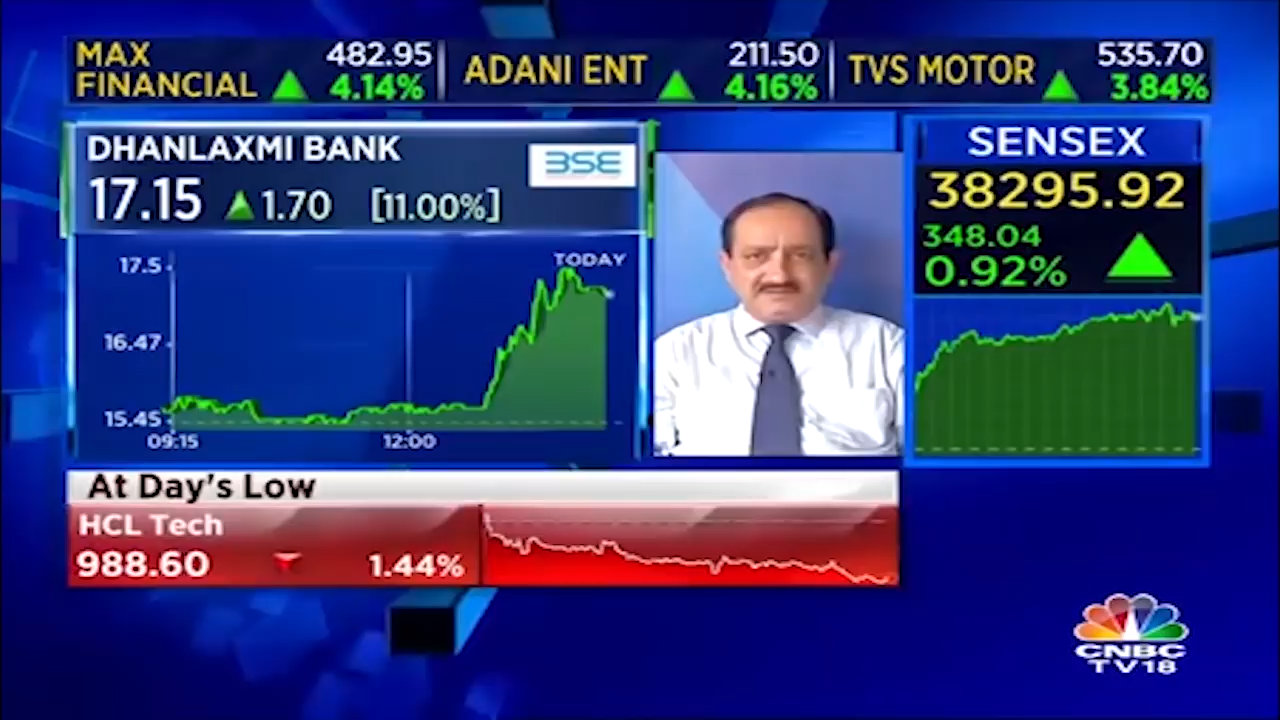 MAX FINANCIAL 482.95 4.14%
ADANI ENT 211.50 4.16%
TVS MOTOR 535.70 3.84%
DHANLAXMI BANK
BSE
17.15 1.70 [11.00%]
TODAY
17.5
16.47
15.45
09:15 12:00
SENSEX
38295.92
348.04
0.92%
At Day's Low
HCL Tech
988.60 1.44%
CNBC
TV18